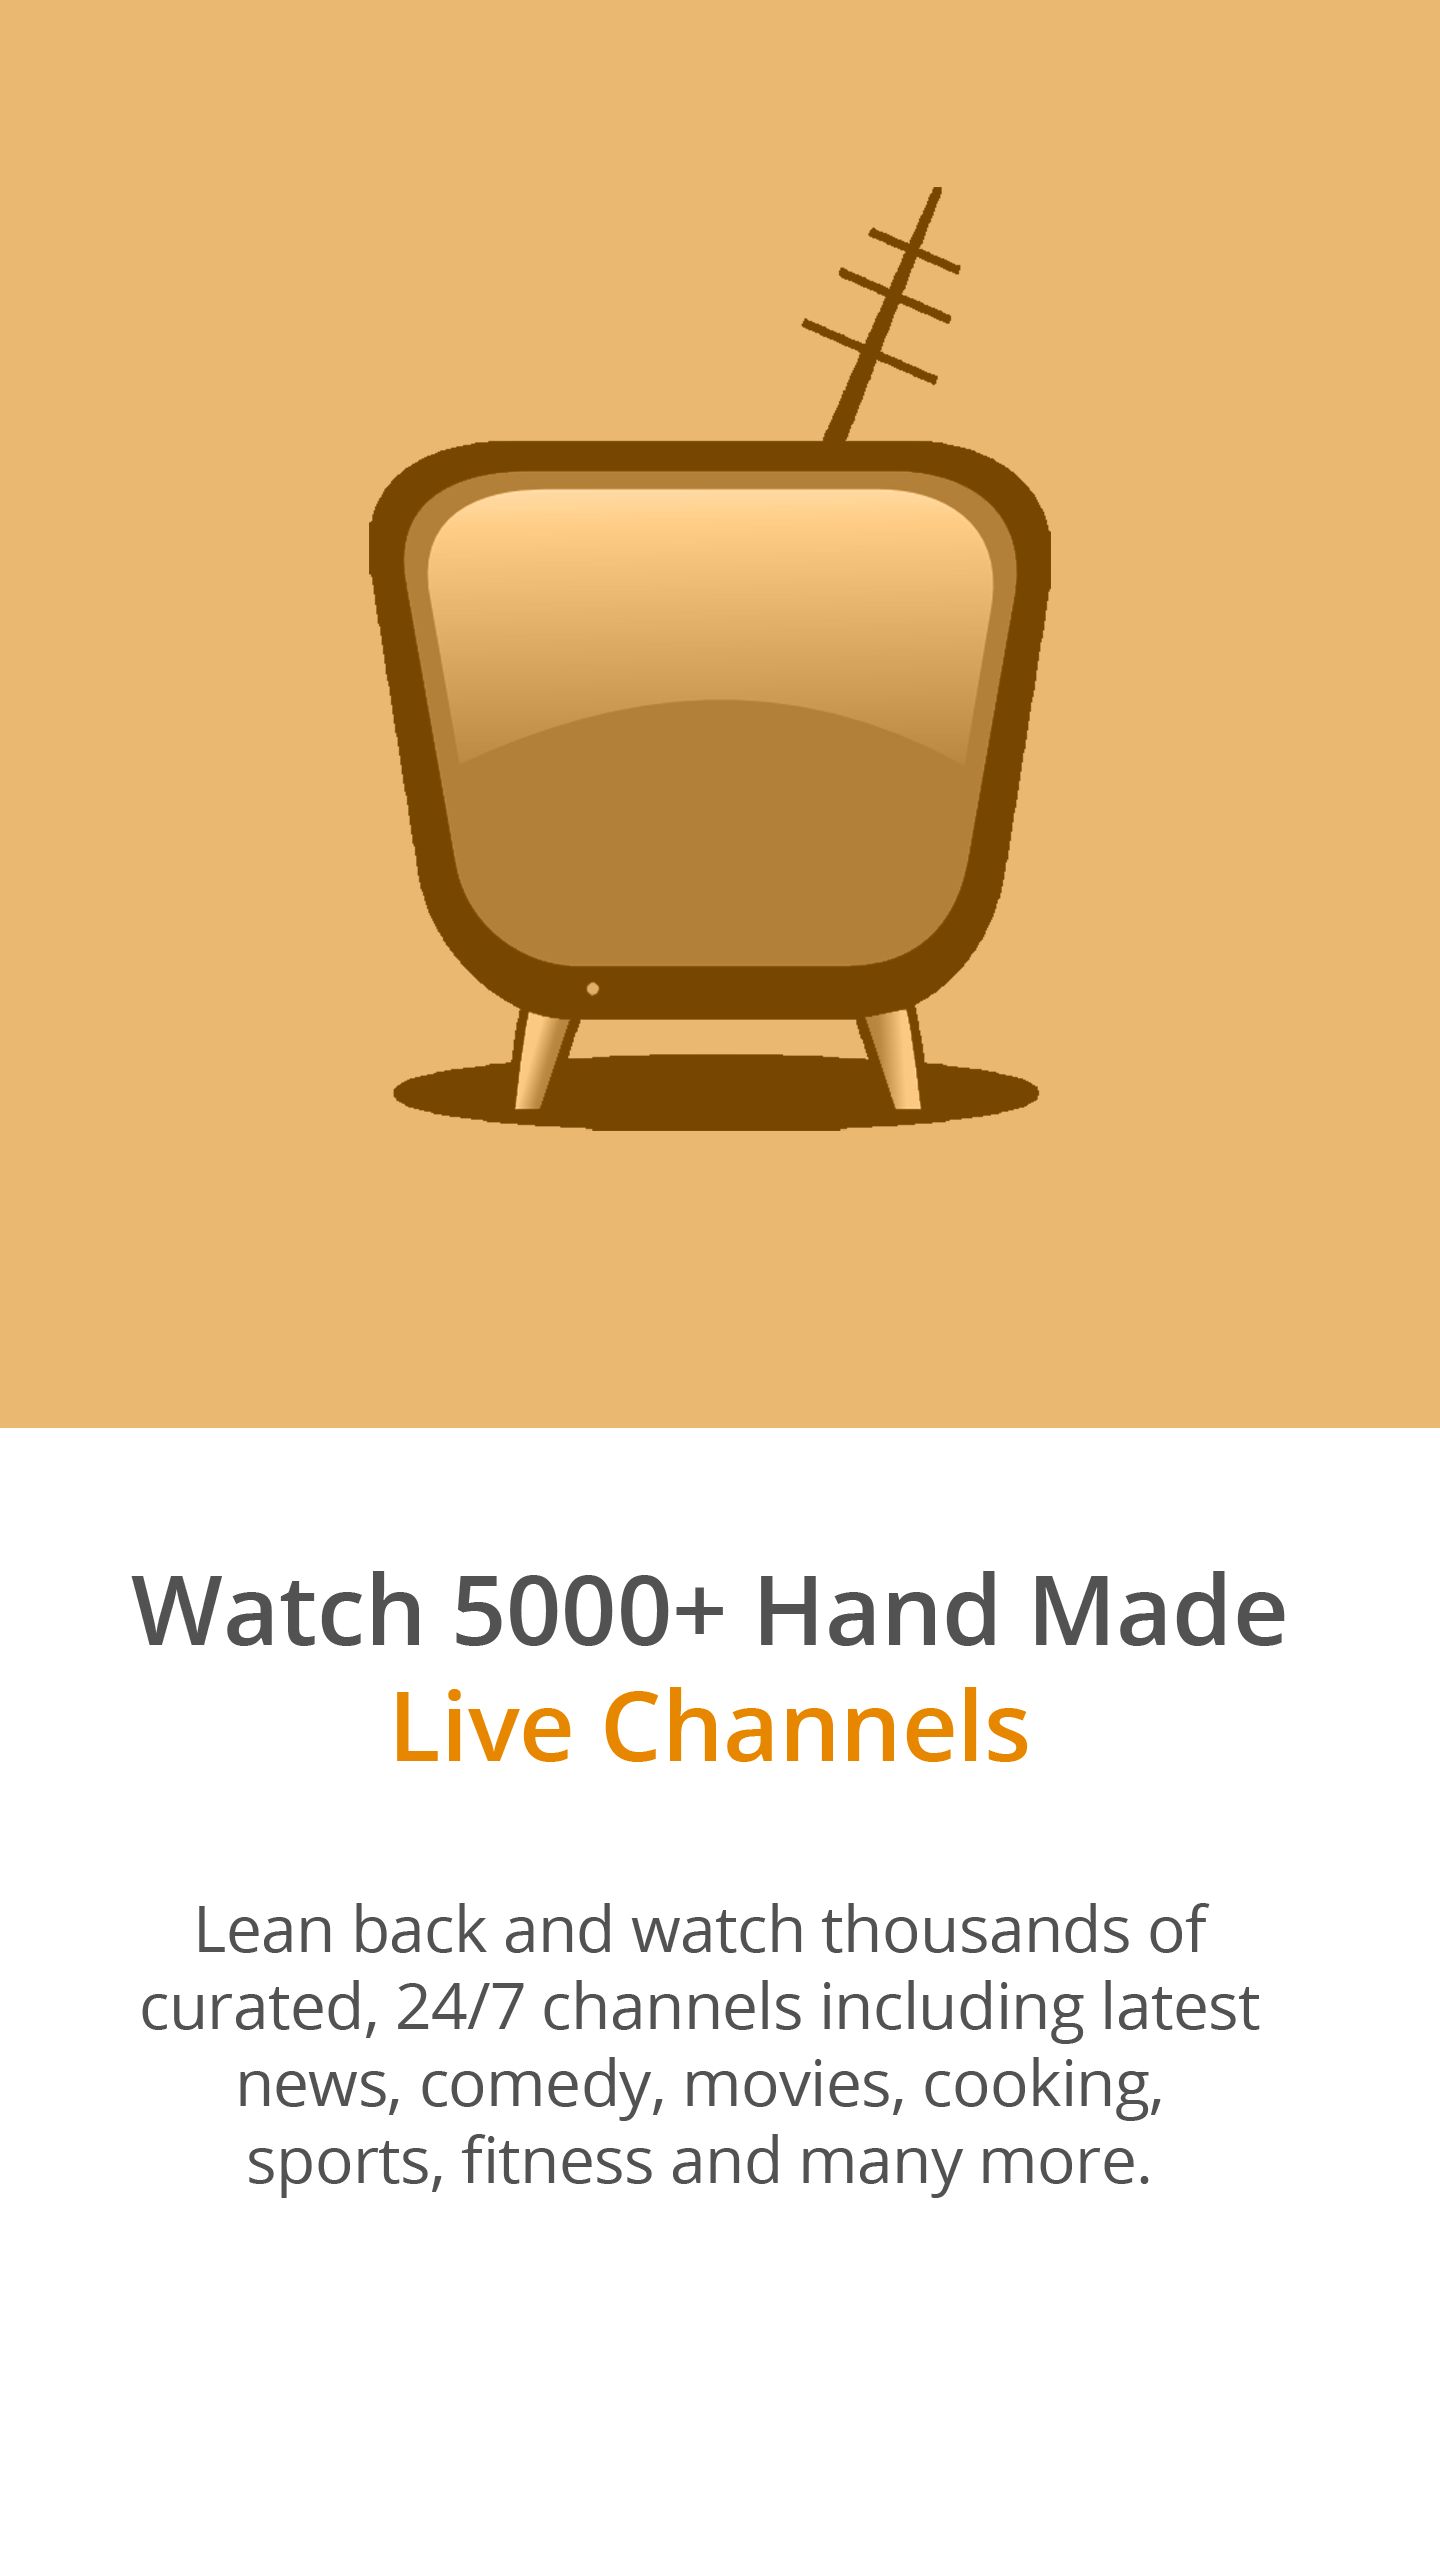 Watch 5000+ Hand Made
Live Channels
Lean back and watch thousands of
curated, 24/7 channels including latest
news, comedy, movies, cooking,
sports, fitness and many more.